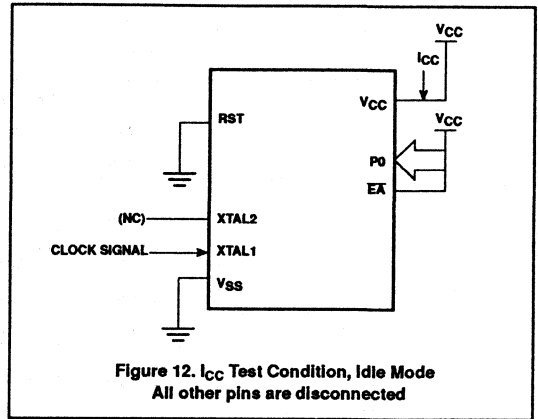 VCC
ICC
VCC
RST
VCC
P0
EA
(NC)
XTAL2
CLOCK SIGNAL
XTAL1
VSS
Figure 12. ICC Test Condition, Idle Mode
All other pins are disconnected